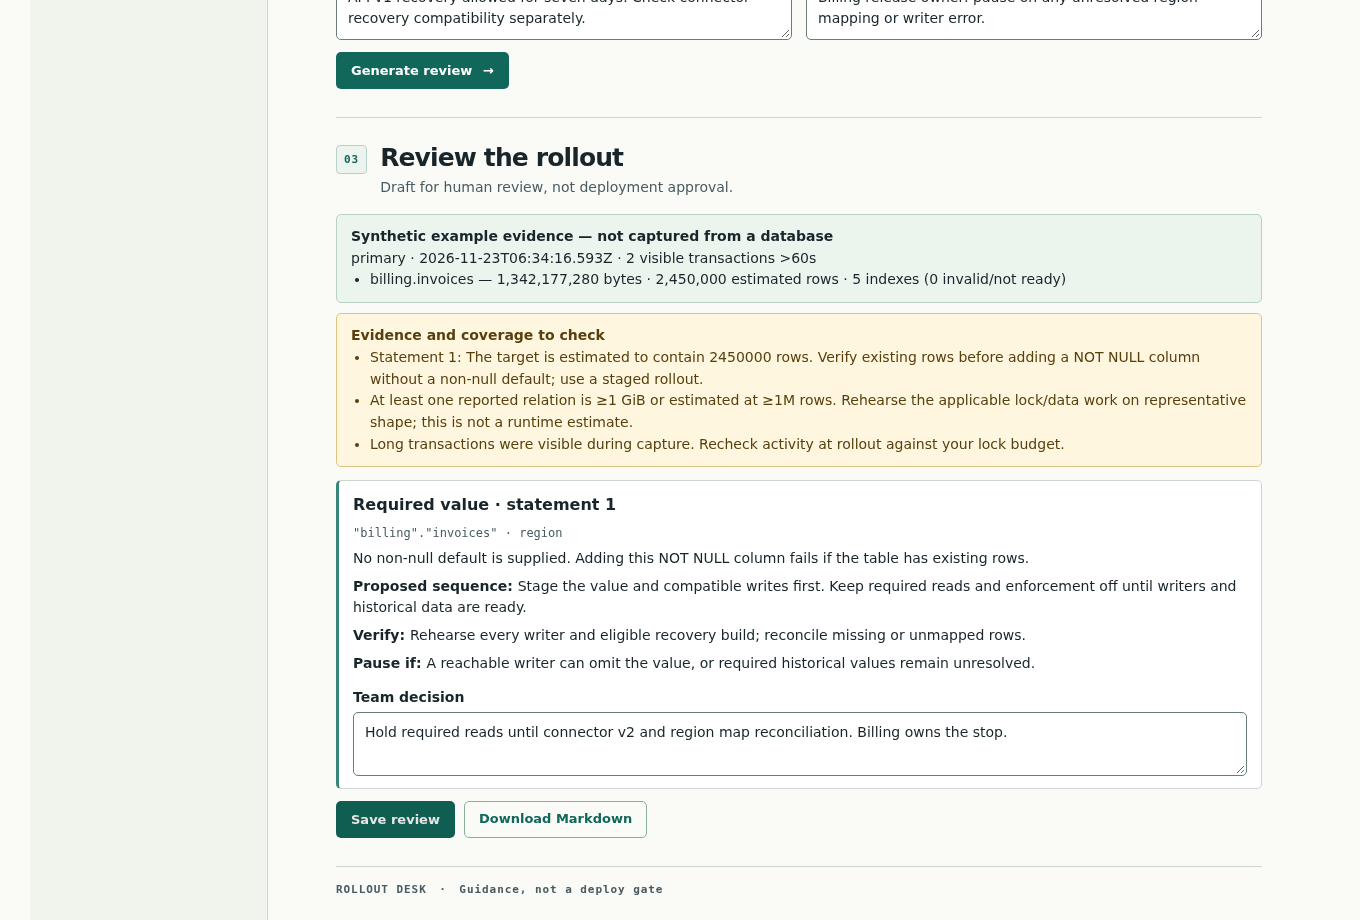 recovery compatibility separately.
mapping or writer error.
Generate review →
03
Review the rollout
Draft for human review, not deployment approval.
Synthetic example evidence — not captured from a database
primary · 2026-11-23T06:34:16.593Z · 2 visible transactions >60s
• billing.invoices — 1,342,177,280 bytes · 2,450,000 estimated rows · 5 indexes (0 invalid/not ready)
Evidence and coverage to check
• Statement 1: The target is estimated to contain 2450000 rows. Verify existing rows before adding a NOT NULL column
without a non-null default; use a staged rollout.
• At least one reported relation is ≥1 GiB or estimated at ≥1M rows. Rehearse the applicable lock/data work on representative
shape; this is not a runtime estimate.
• Long transactions were visible during capture. Recheck activity at rollout against your lock budget.
Required value · statement 1
"billing"."invoices" · region
No non-null default is supplied. Adding this NOT NULL column fails if the table has existing rows.
Proposed sequence: Stage the value and compatible writes first. Keep required reads and enforcement off until writers and
historical data are ready.
Verify: Rehearse every writer and eligible recovery build; reconcile missing or unmapped rows.
Pause if: A reachable writer can omit the value, or required historical values remain unresolved.
Team decision
Hold required reads until connector v2 and region map reconciliation. Billing owns the stop.
Save review
Download Markdown
ROLLOUT DESK · Guidance, not a deploy gate